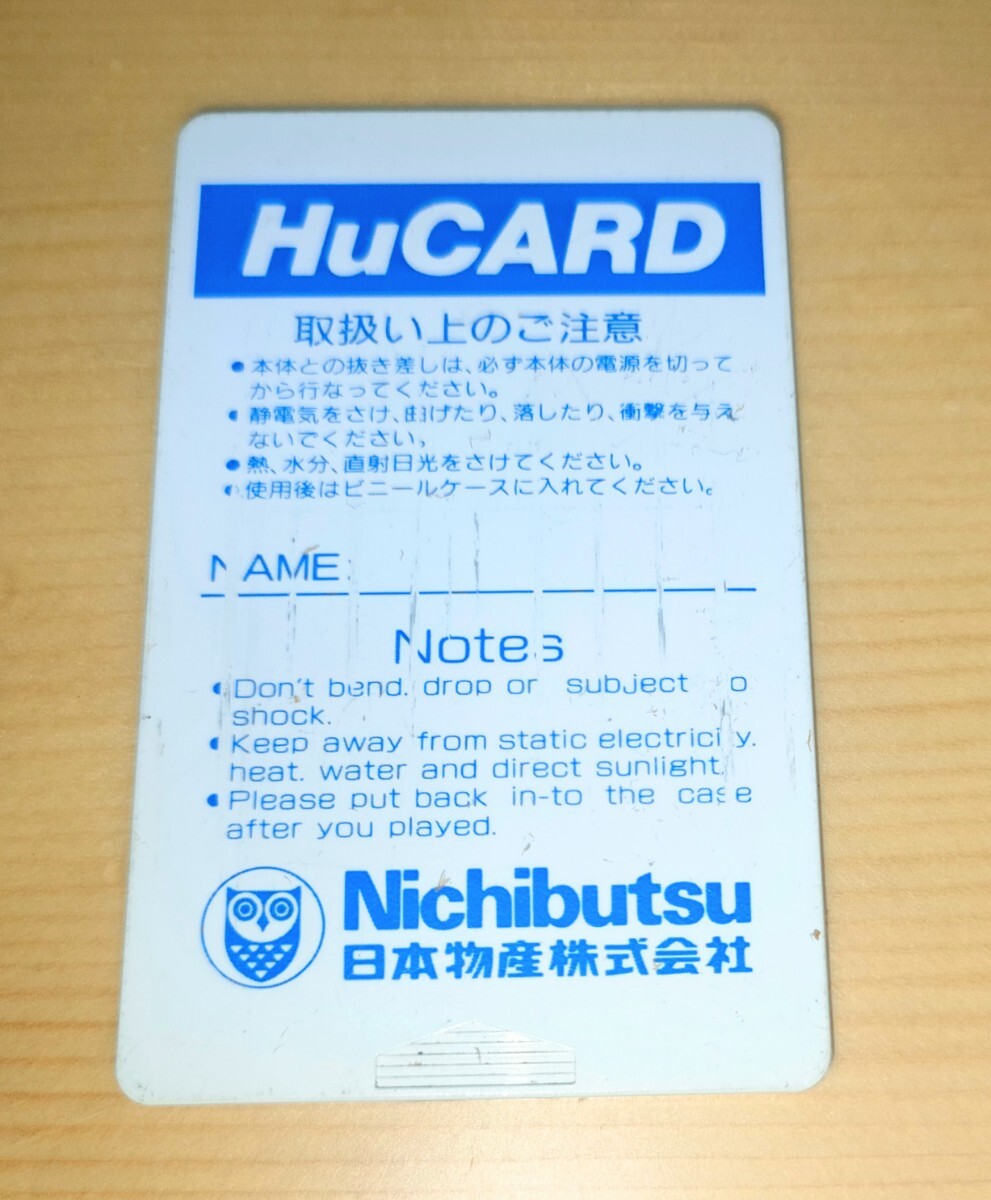 HuCARD
取扱い上のご注意
●本体との抜き差しは、必ず本体の電源を切って
から行なってください。
●静電気をさけ、曲げたり、落したり、衝撃を与え
ないでください。
●熱、水分、直射日光をさけてください。
●使用後はビニールケースに入れてください。
NAME:
Notes
●Don't bend. drop or subject to
shock.
●Keep away from static electricity.
heat. water and direct sunlight.
●Please put back in-to the case
after you played.
Nichibutsu
日本物産株式会社